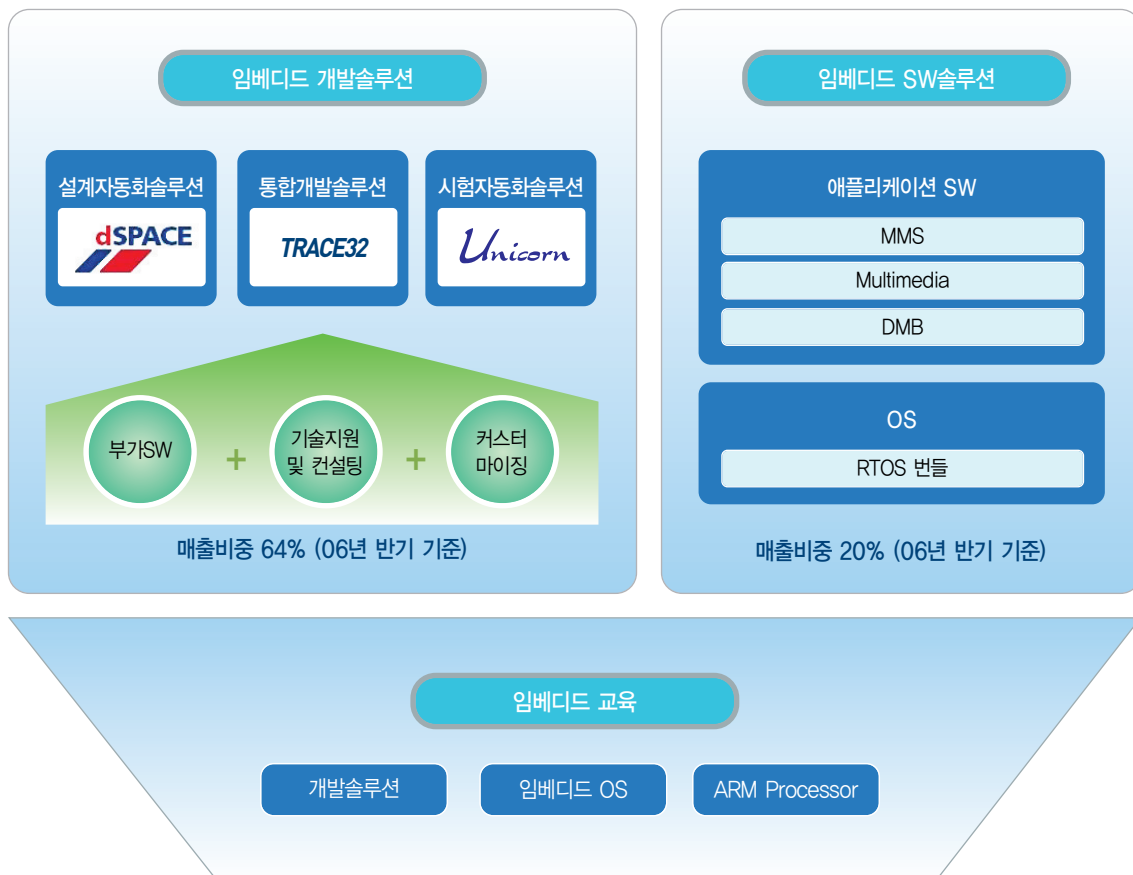 임베디드 개발솔루션
설계자동화솔루션
dSPACE
통합개발솔루션
TRACE32
시험자동화솔루션
Unicorn
부가SW
+
기술지원
및 컨설팅
+
커스터
마이징
매출비중 64% (06년 반기 기준)
임베디드 SW솔루션
애플리케이션 SW
MMS
Multimedia
DMB
OS
RTOS 번들
매출비중 20% (06년 반기 기준)
임베디드 교육
개발솔루션
임베디드 OS
ARM Processor